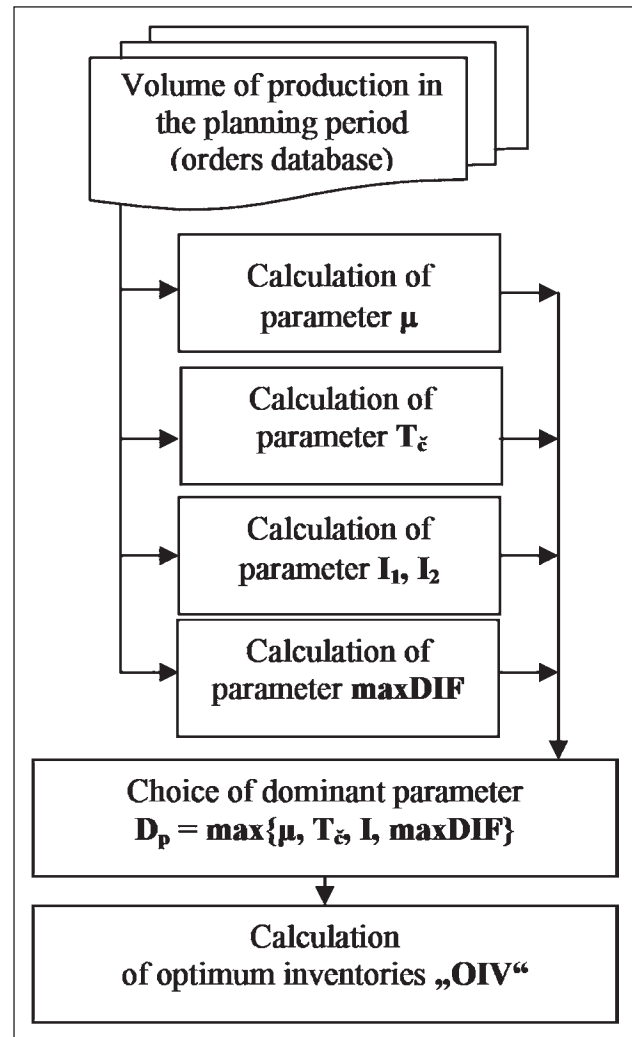 Volume of production in
the planning period
(orders database)
Calculation of
parameter μ
Calculation of
parameter Tč
Calculation of
parameter I₁, I₂
Calculation of
parameter maxDIF
Choice of dominant parameter
Dₚ = max{μ, Tč, I, maxDIF}
Calculation
of optimum inventories „OIV“